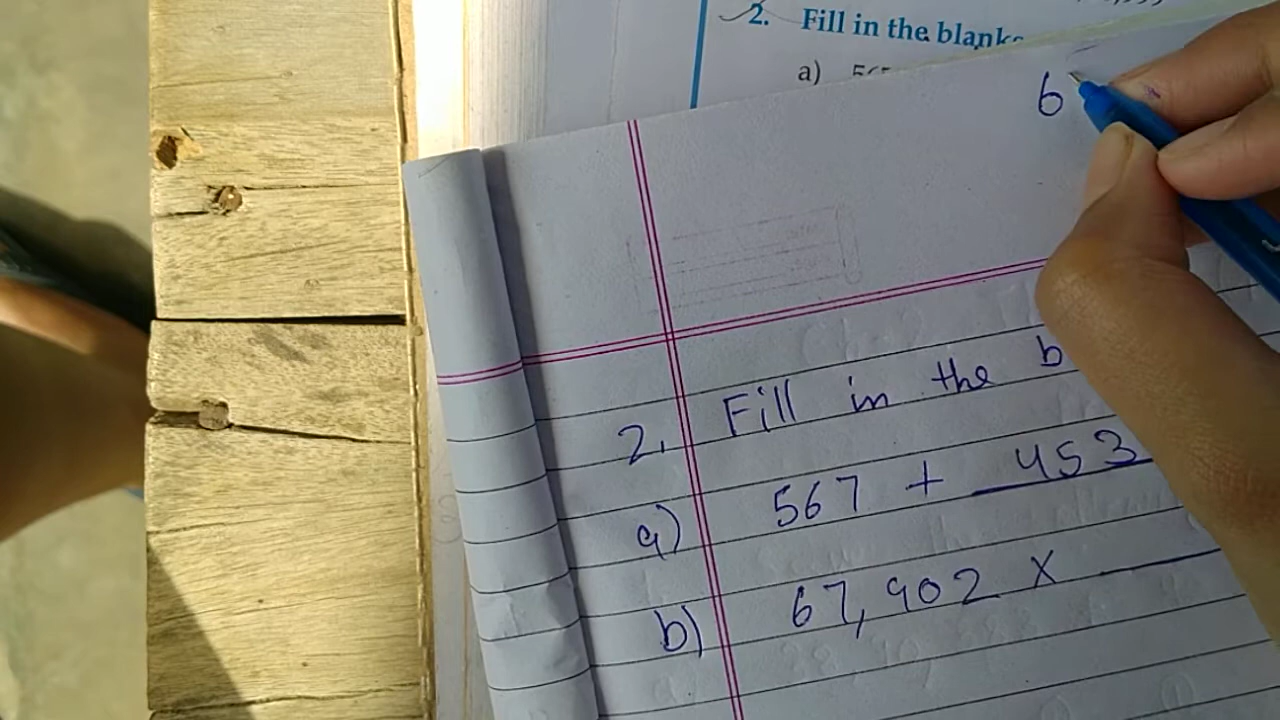 2. Fill in the blanks
a)
6
2. Fill in the b
a) 567 + 453
b) 67,902 ×